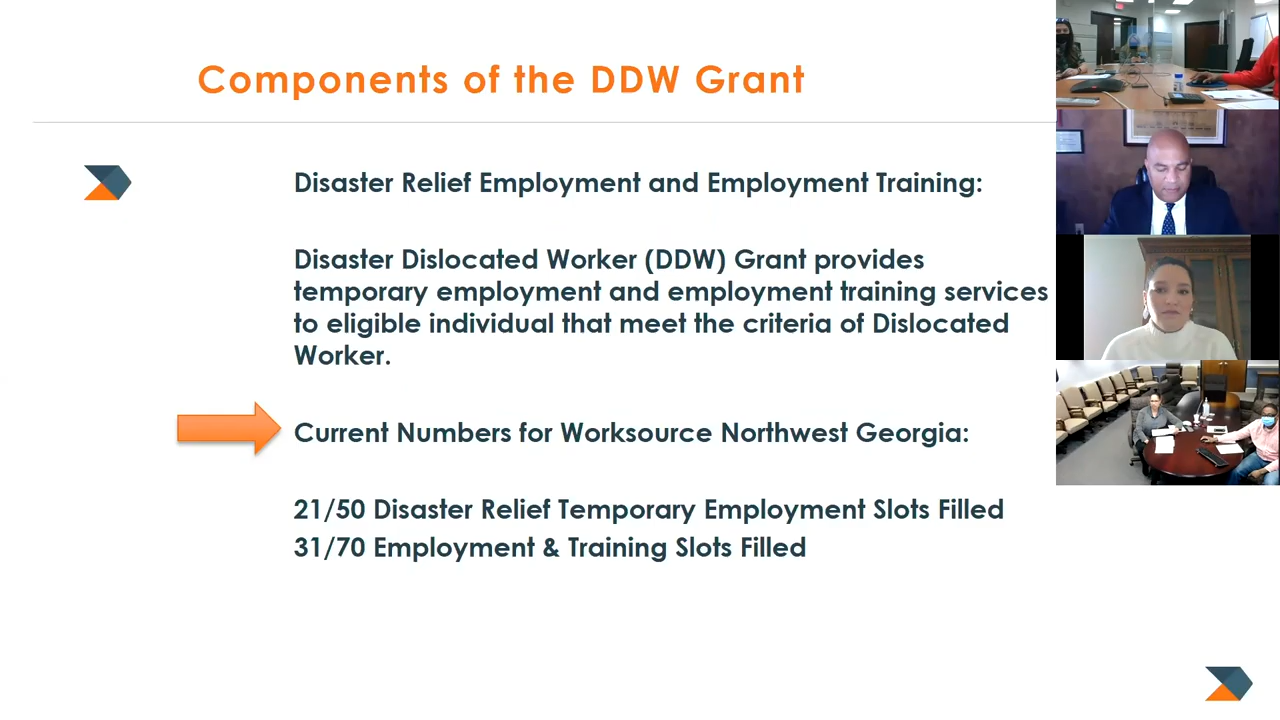 Components of the DDW Grant
Disaster Relief Employment and Employment Training:
Disaster Dislocated Worker (DDW) Grant provides
temporary employment and employment training services
to eligible individual that meet the criteria of Dislocated
Worker.
Current Numbers for Worksource Northwest Georgia:
21/50 Disaster Relief Temporary Employment Slots Filled
31/70 Employment & Training Slots Filled